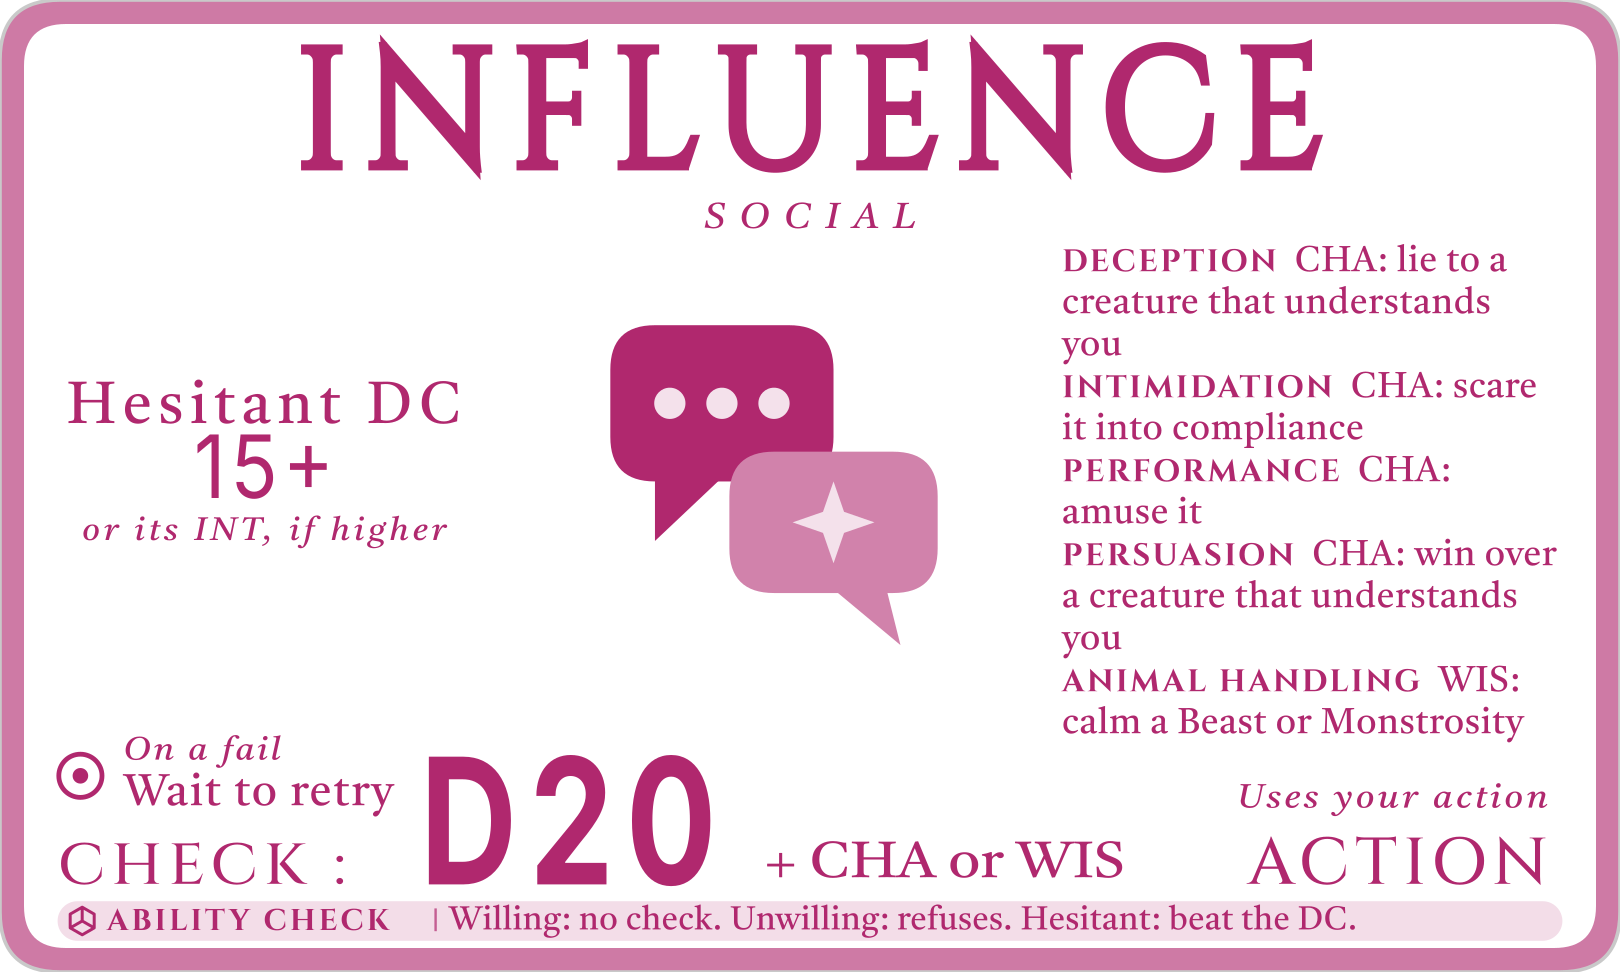 INFLUENCE
SOCIAL
Hesitant DC
15+
or its INT, if higher
DECEPTION CHA: lie to a
creature that understands
you
INTIMIDATION CHA: scare
it into compliance
PERFORMANCE CHA:
amuse it
PERSUASION CHA: win over
a creature that understands
you
ANIMAL HANDLING WIS:
calm a Beast or Monstrosity
On a fail
Wait to retry
CHECK : D20 + CHA or WIS
Uses your action
ACTION
ABILITY CHECK | Willing: no check. Unwilling: refuses. Hesitant: beat the DC.